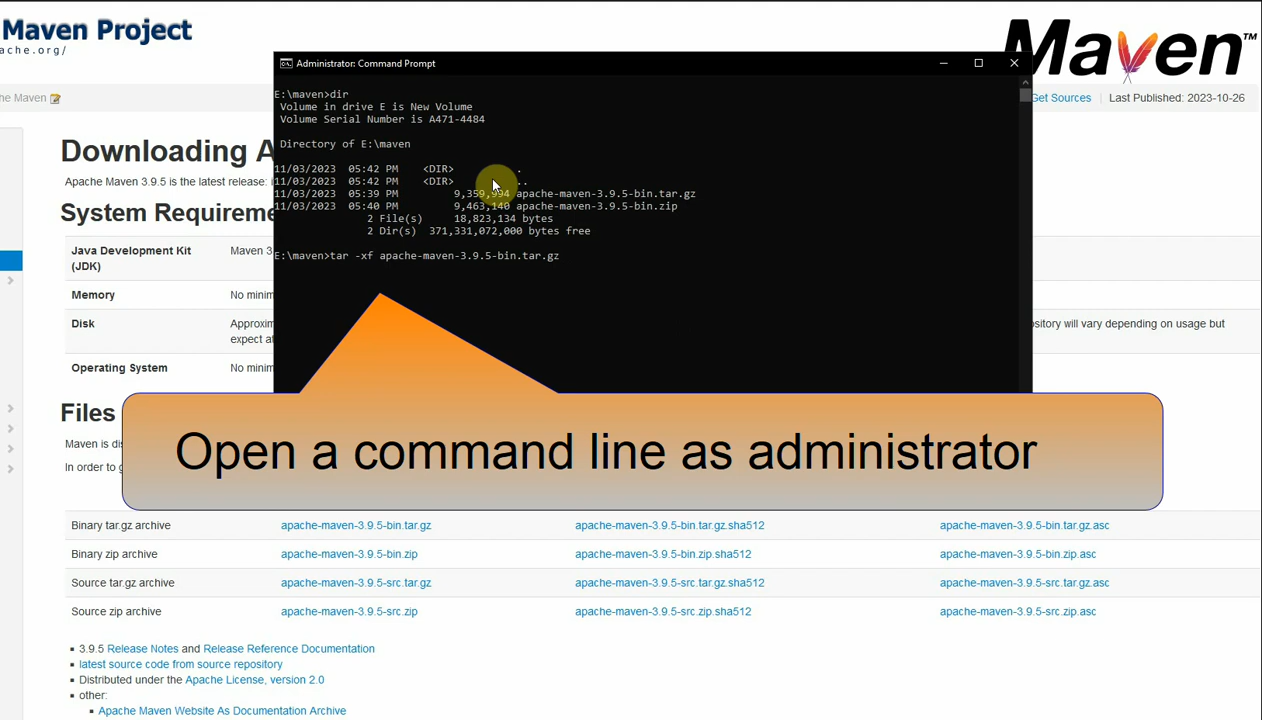 Maven Project
ache.org/
Maven™
he Maven
Get Sources | Last Published: 2023-10-26
Administrator: Command Prompt
E:\maven>dir
Volume in drive E is New Volume
Volume Serial Number is A471-4484
Directory of E:\maven
11/03/2023 05:42 PM <DIR> .
11/03/2023 05:42 PM <DIR> ..
11/03/2023 05:39 PM 9,359,994 apache-maven-3.9.5-bin.tar.gz
11/03/2023 05:40 PM 9,463,140 apache-maven-3.9.5-bin.zip
2 File(s) 18,823,134 bytes
2 Dir(s) 371,331,072,000 bytes free
E:\maven>tar -xf apache-maven-3.9.5-bin.tar.gz
Downloading A
Apache Maven 3.9.5 is the latest release:
System Requireme
Java Development Kit (JDK) Maven 3
Memory No minim
Disk Approxim
ository will vary depending on usage but
expect at
Operating System No minim
Files
Maven is dis
In order to g
Open a command line as administrator
Binary tar.gz archive apache-maven-3.9.5-bin.tar.gz apache-maven-3.9.5-bin.tar.gz.sha512 apache-maven-3.9.5-bin.tar.gz.asc
Binary zip archive apache-maven-3.9.5-bin.zip apache-maven-3.9.5-bin.zip.sha512 apache-maven-3.9.5-bin.zip.asc
Source tar.gz archive apache-maven-3.9.5-src.tar.gz apache-maven-3.9.5-src.tar.gz.sha512 apache-maven-3.9.5-src.tar.gz.asc
Source zip archive apache-maven-3.9.5-src.zip apache-maven-3.9.5-src.zip.sha512 apache-maven-3.9.5-src.zip.asc
3.9.5 Release Notes and Release Reference Documentation
latest source code from source repository
Distributed under the Apache License, version 2.0
other:
Apache Maven Website As Documentation Archive